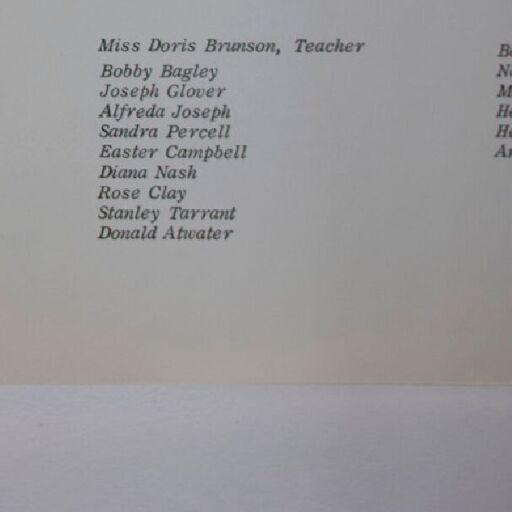 Miss Doris Brunson, Teacher
Bobby Bagley
Joseph Glover
Alfreda Joseph
Sandra Percell
Easter Campbell
Diana Nash
Rose Clay
Stanley Tarrant
Donald Atwater